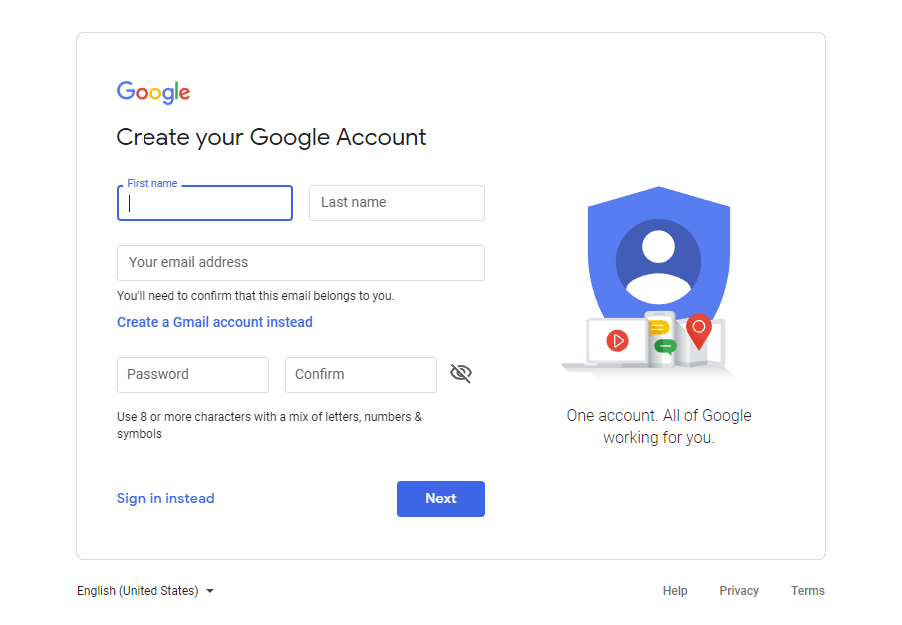 Google
Create your Google Account
First name
Last name
Your email address
You'll need to confirm that this email belongs to you.
Create a Gmail account instead
Password
Confirm
Use 8 or more characters with a mix of letters, numbers &
symbols
One account. All of Google
working for you.
Sign in instead
Next
English (United States)
Help
Privacy
Terms